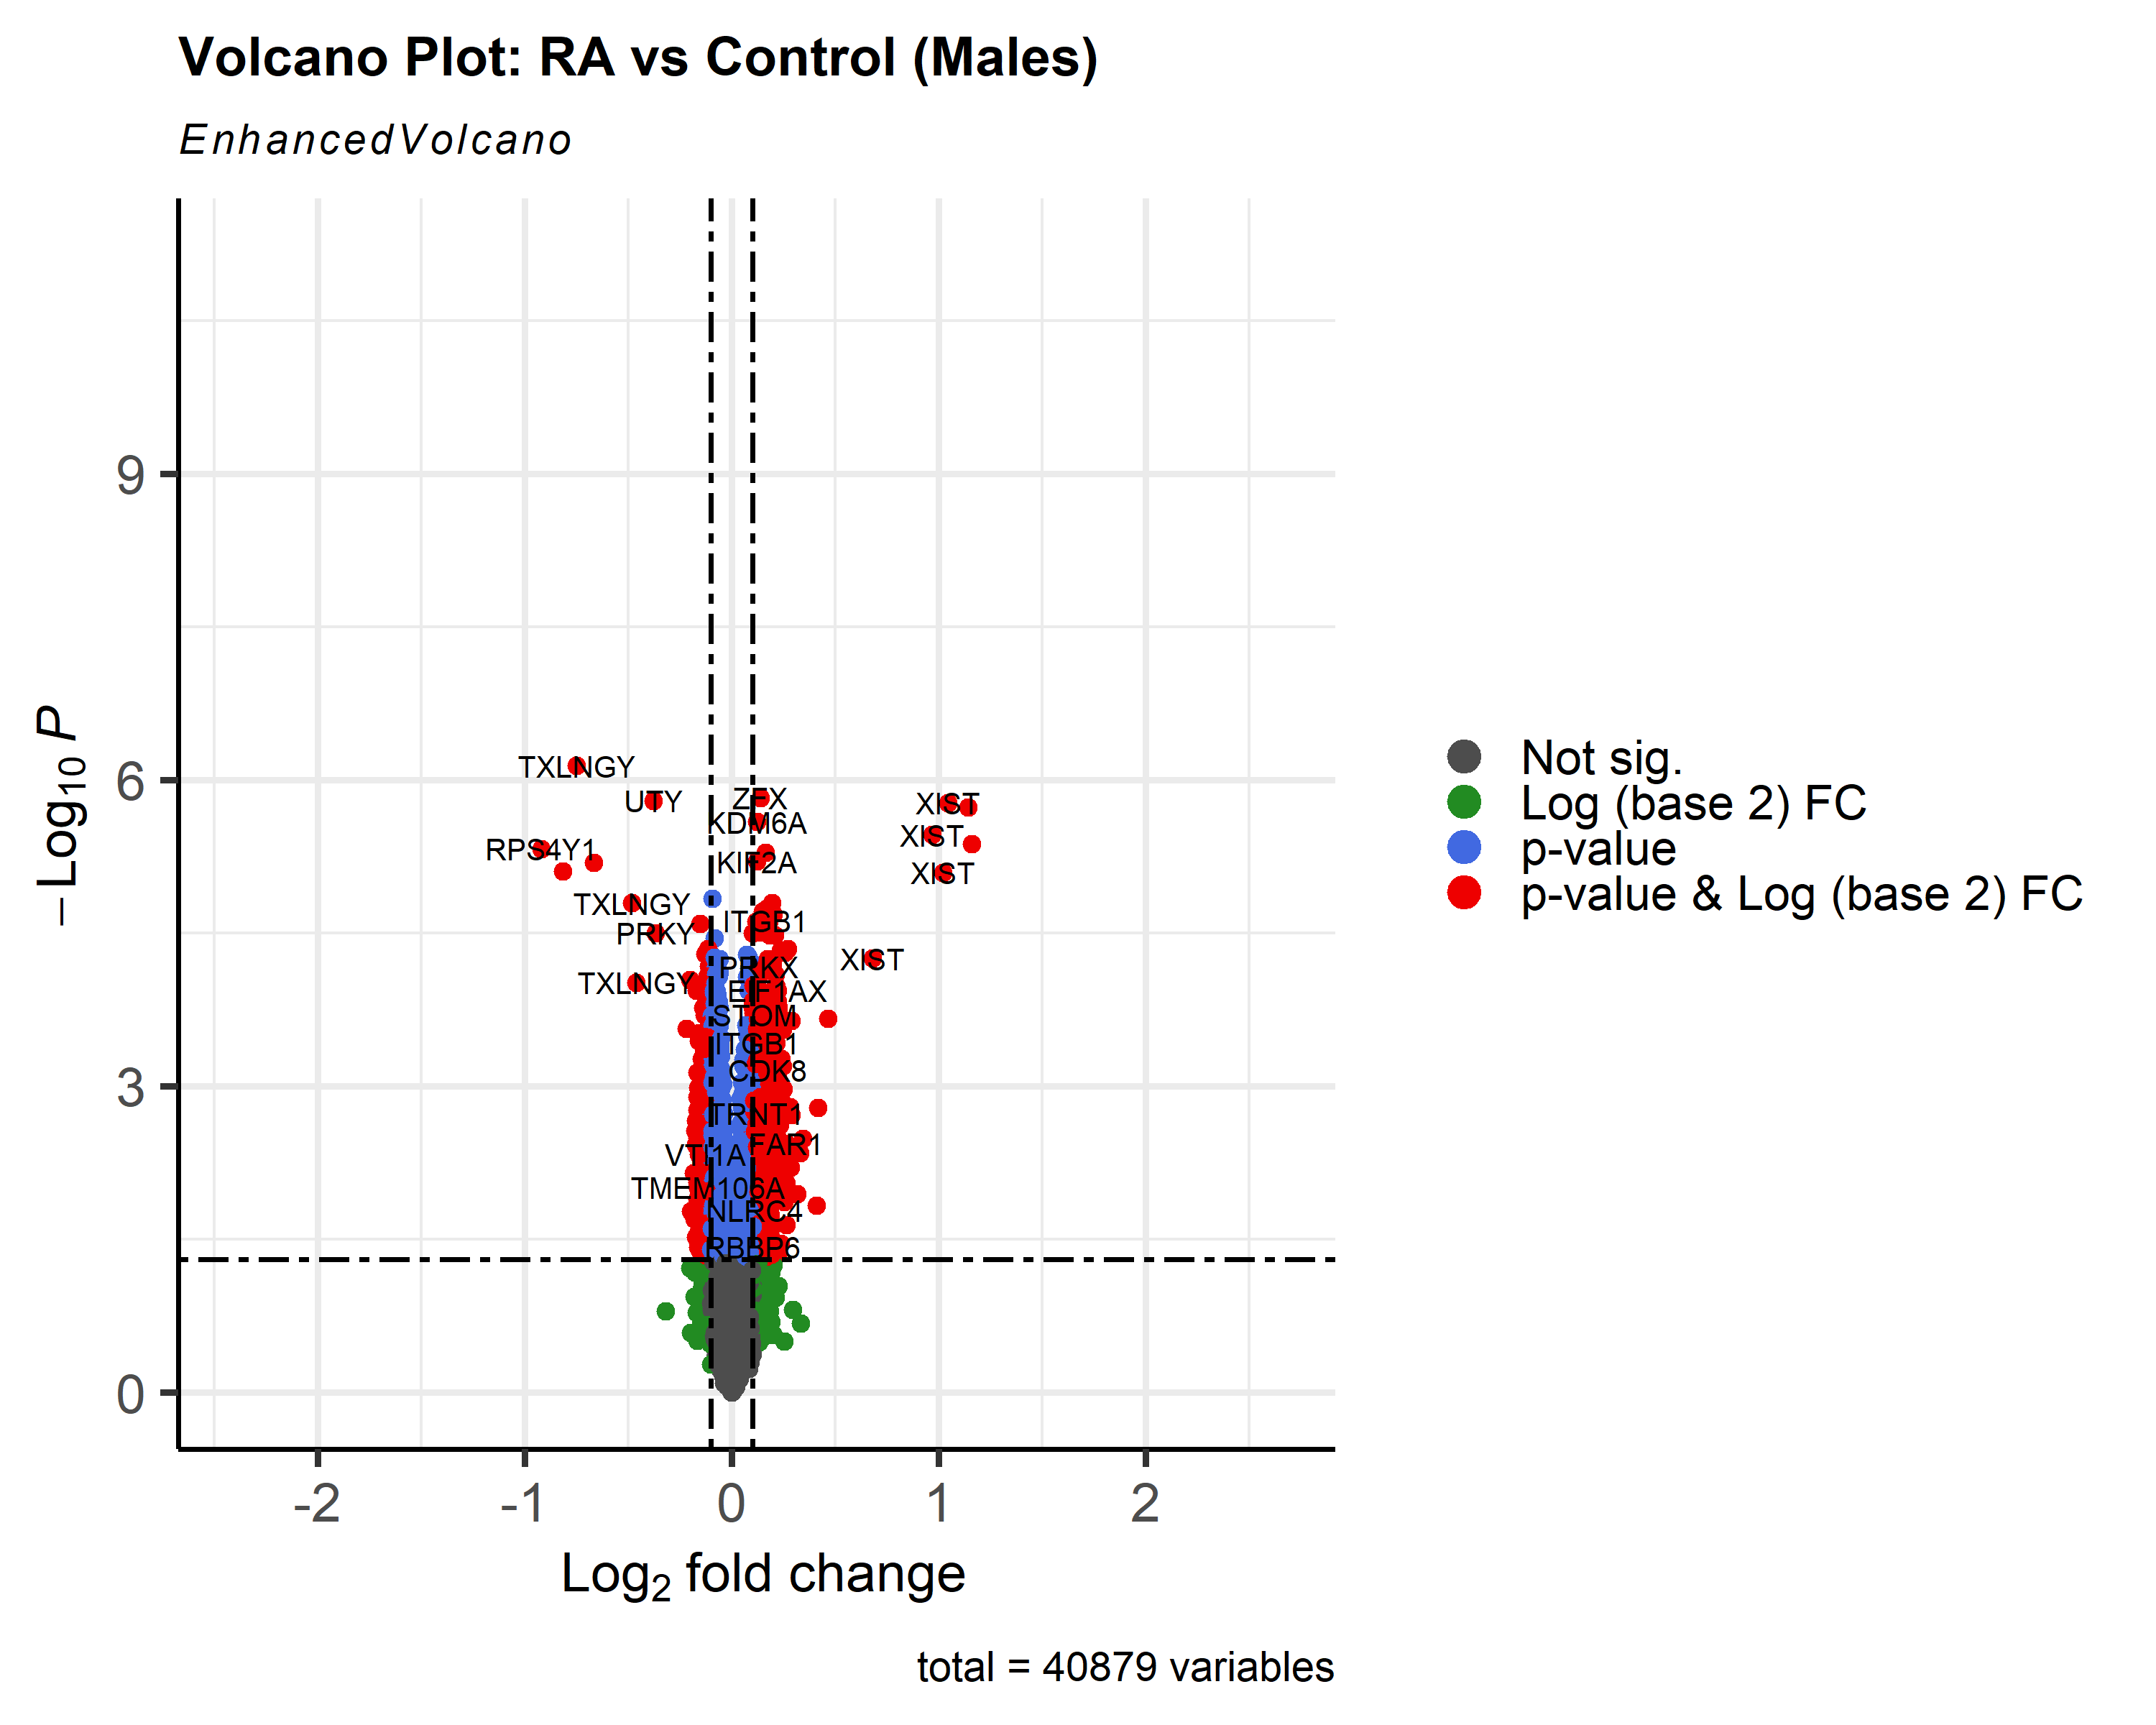 Volcano Plot: RA vs Control (Males)
EnhancedVolcano
9
6
3
0
−Log10 P
TXLNGY
UTY
ZFX
XIST
KDM6A
XIST
RPS4Y1
KIF2A
XIST
TXLNGY
ITGB1
PRKY
XIST
PRKX
TXLNGY
EIF1AX
STOM
ITGB1
CDK8
TRNT1
FAR1
VTI1A
TMEM106A
NLRC4
RBBP6
-2 -1 0 1 2
Log2 fold change
Not sig.
Log (base 2) FC
p-value
p-value & Log (base 2) FC
total = 40879 variables